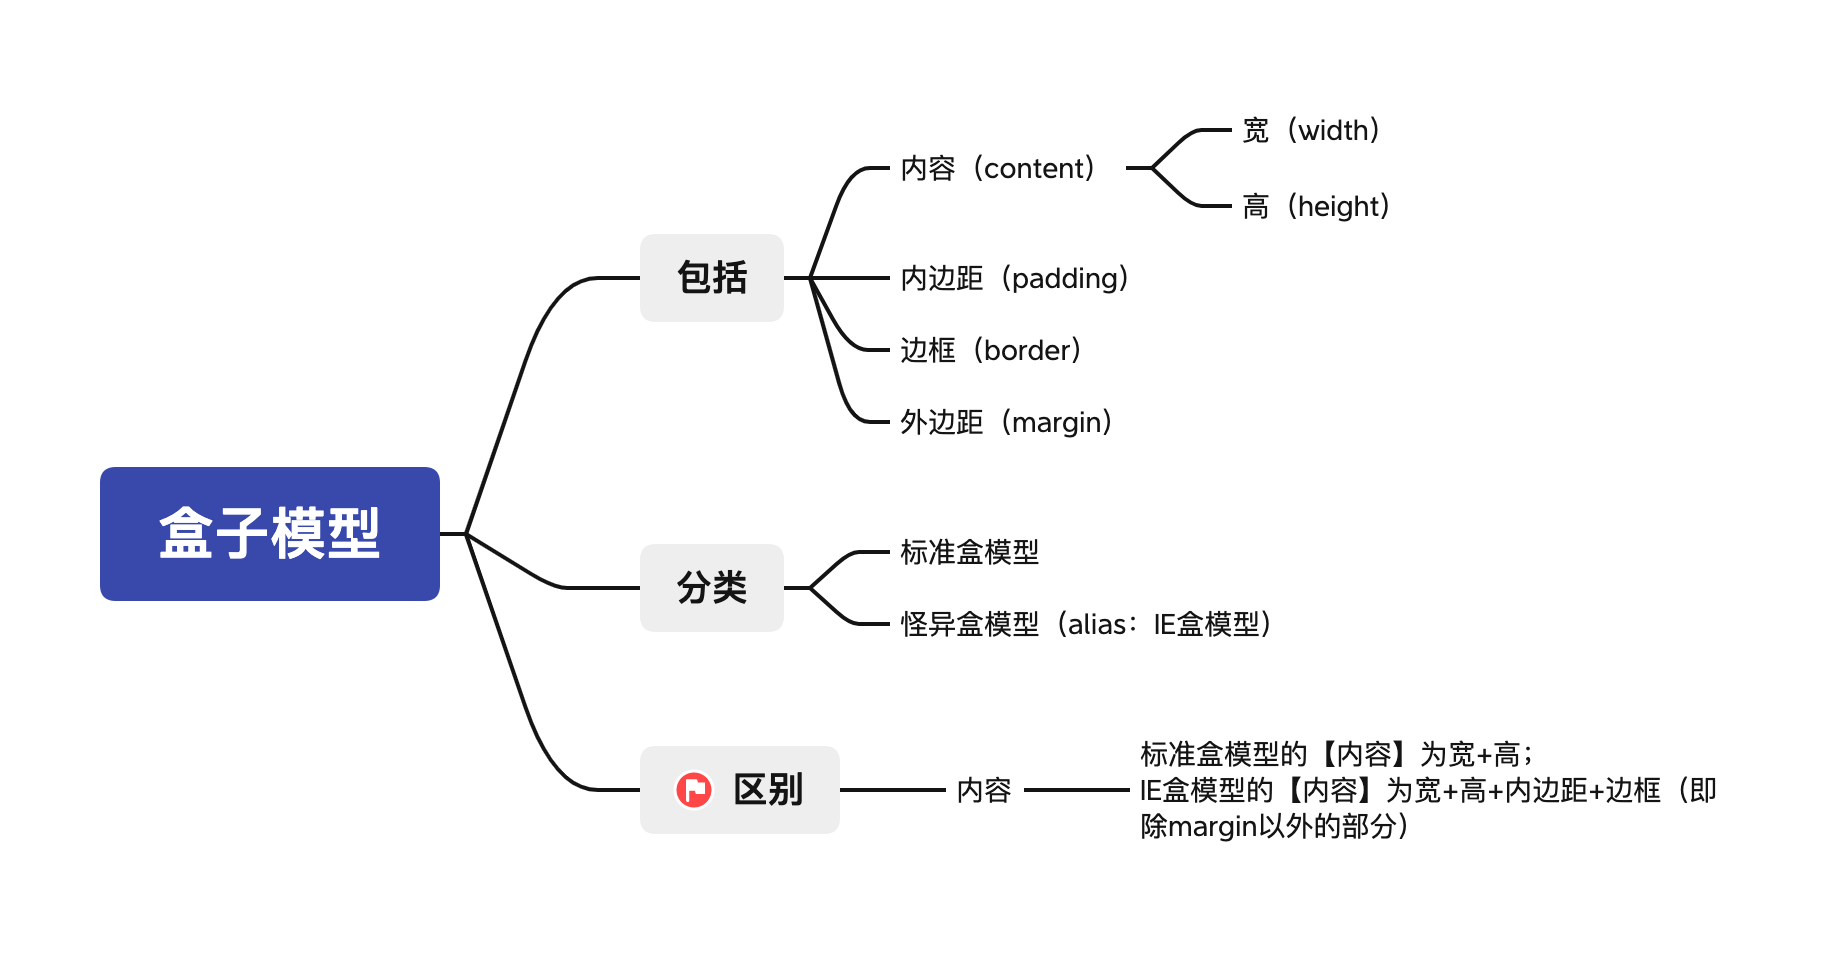 盒子模型
包括
内容（content）
宽（width）
高（height）
内边距（padding）
边框（border）
外边距（margin）
分类
标准盒模型
怪异盒模型（alias：IE盒模型）
区别
内容
标准盒模型的【内容】为宽+高；
IE盒模型的【内容】为宽+高+内边距+边框（即
除margin以外的部分）